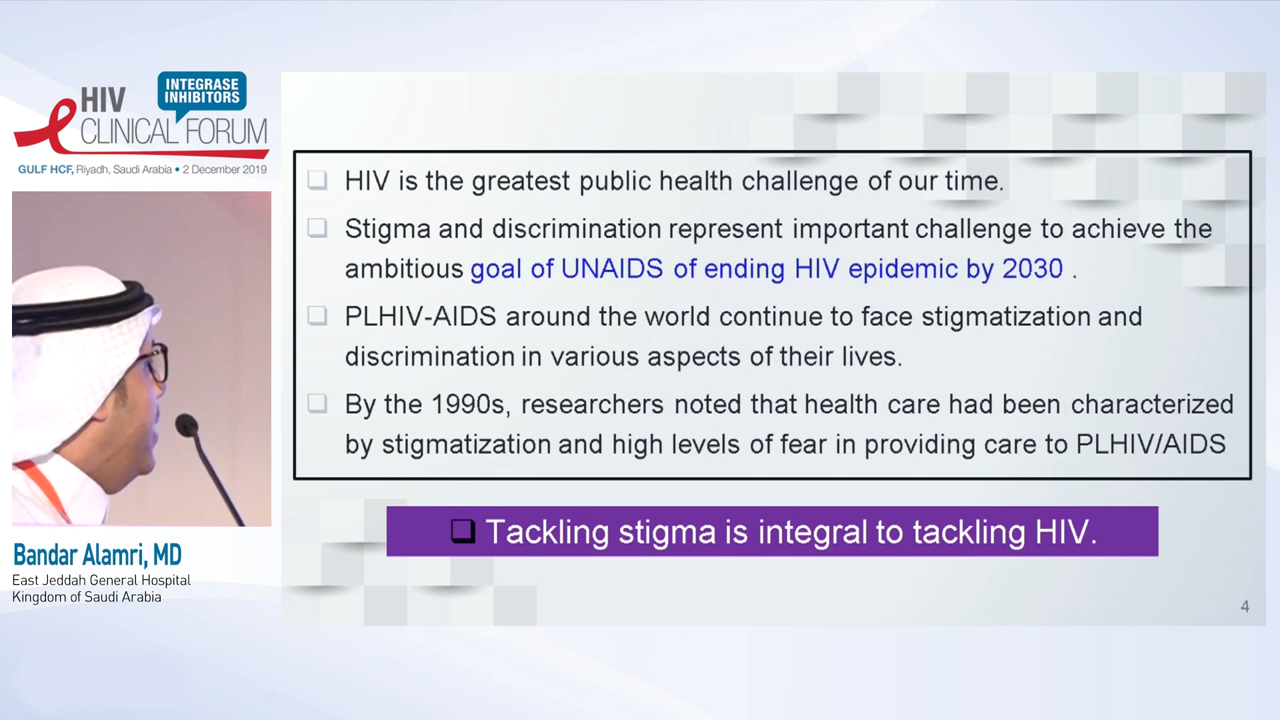 HIV
INTEGRASE
INHIBITORS
CLINICAL FORUM
GULF HCF, Riyadh, Saudi Arabia • 2 December 2019
❑ HIV is the greatest public health challenge of our time.
❑ Stigma and discrimination represent important challenge to achieve the
ambitious goal of UNAIDS of ending HIV epidemic by 2030 .
❑ PLHIV-AIDS around the world continue to face stigmatization and
discrimination in various aspects of their lives.
❑ By the 1990s, researchers noted that health care had been characterized
by stigmatization and high levels of fear in providing care to PLHIV/AIDS
❑ Tackling stigma is integral to tackling HIV.
4
Bandar Alamri, MD
East Jeddah General Hospital
Kingdom of Saudi Arabia